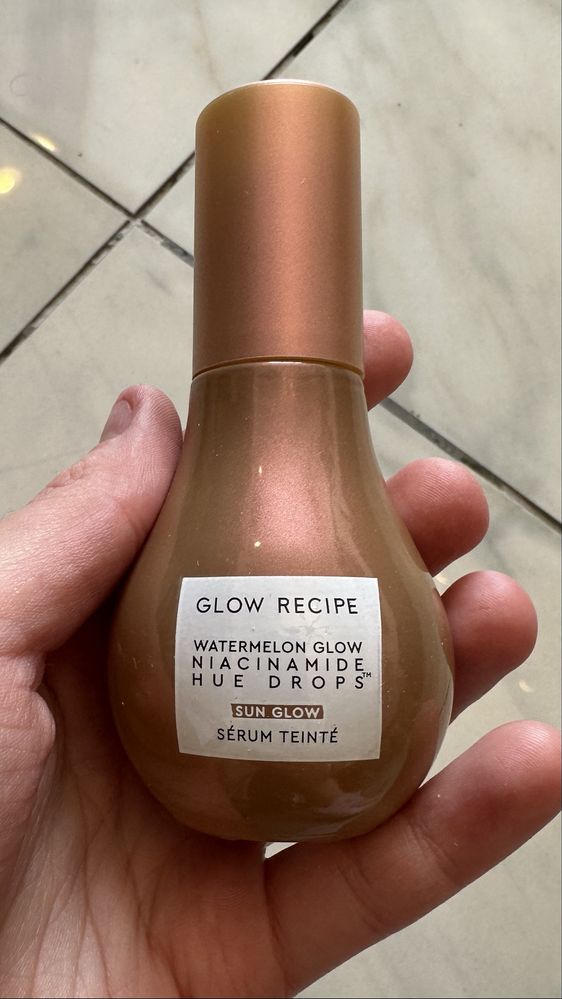 GLOW RECIPE
WATERMELON GLOW
NIACINAMIDE
HUE DROPS™
SUN GLOW
SÉRUM TEINTÉ